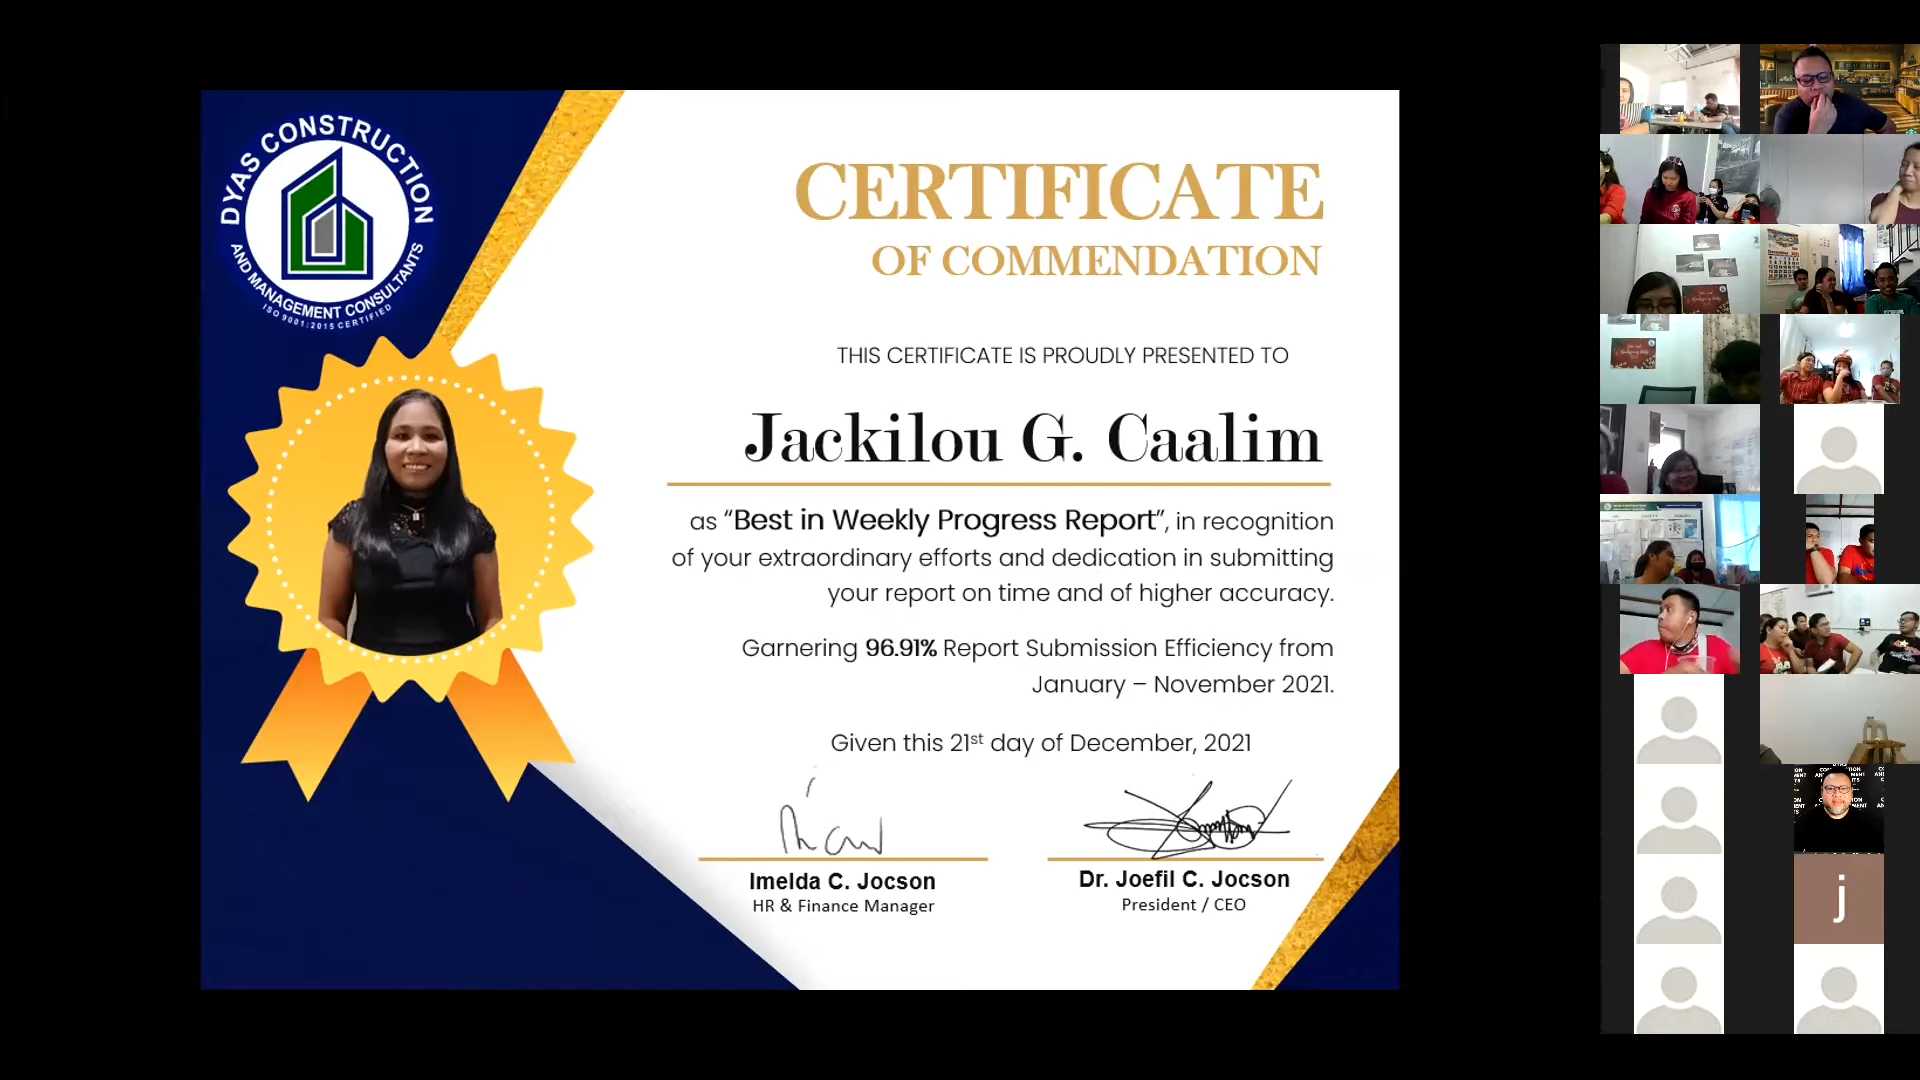 DYAS CONSTRUCTION
AND MANAGEMENT CONSULTANTS
ISO 9001:2015 CERTIFIED
CERTIFICATE
OF COMMENDATION
THIS CERTIFICATE IS PROUDLY PRESENTED TO
Jackilou G. Caalim
as “Best in Weekly Progress Report”, in recognition
of your extraordinary efforts and dedication in submitting
your report on time and of higher accuracy.
Garnering 96.91% Report Submission Efficiency from
January – November 2021.
Given this 21st day of December, 2021
Imelda C. Jocson
HR & Finance Manager
Dr. Joefil C. Jocson
President / CEO
j